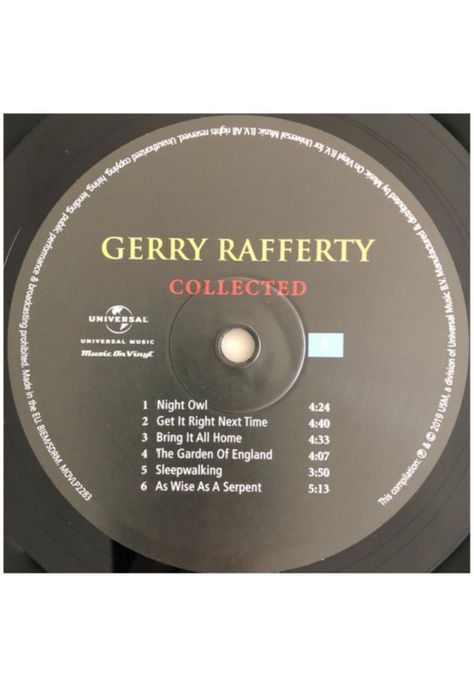 GERRY RAFFERTY
COLLECTED
UNIVERSAL
UNIVERSAL MUSIC
Music On Vinyl
1 Night Owl 4:24
2 Get It Right Next Time 4:40
3 Bring It All Home 4:33
4 The Garden Of England 4:07
5 Sleepwalking 3:50
6 As Wise As A Serpent 5:13
This compilation: ℗ & © 2019 USM, a division of Universal Music B.V. Manufactured & distributed by Music On Vinyl B.V. for Universal Music B.V. All rights reserved. Unauthorized copying, hiring, lending, public performance & broadcasting prohibited. Made in the EU. BIEM/SDRM. MOVLP2283